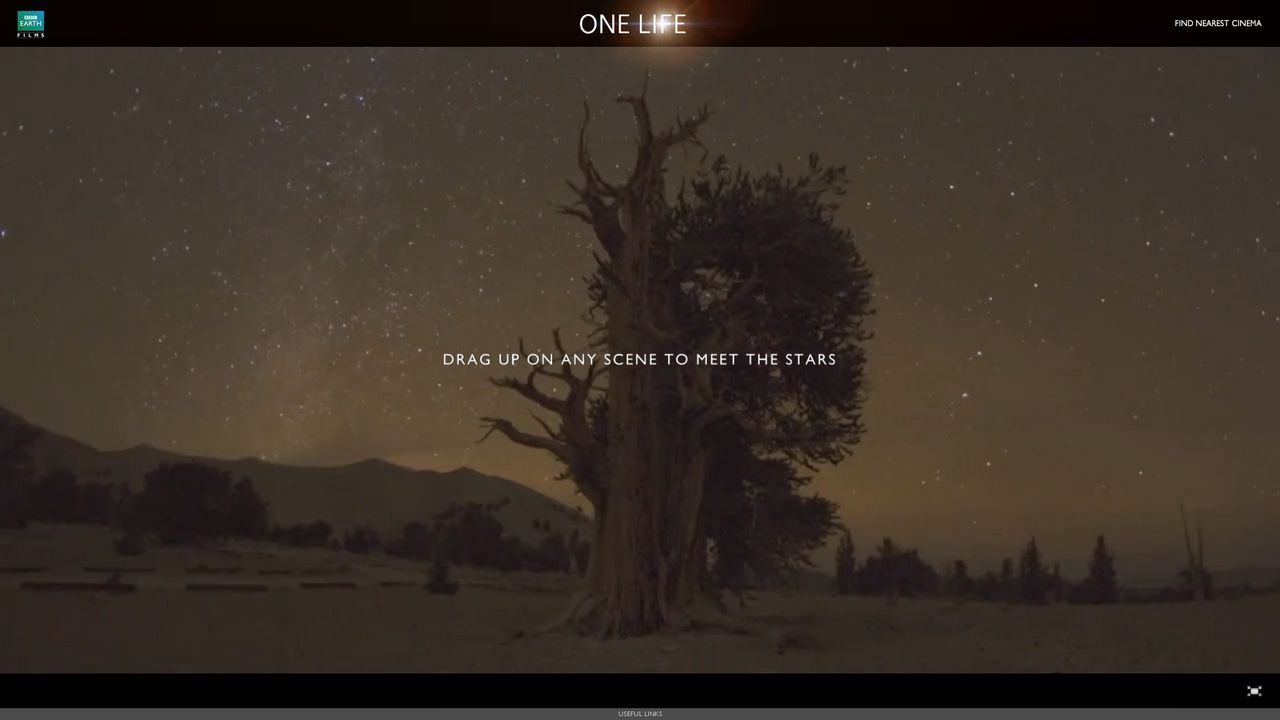 BBC
EARTH
FILMS
ONE LIFE
FIND NEAREST CINEMA
DRAG UP ON ANY SCENE TO MEET THE STARS
USEFUL LINKS